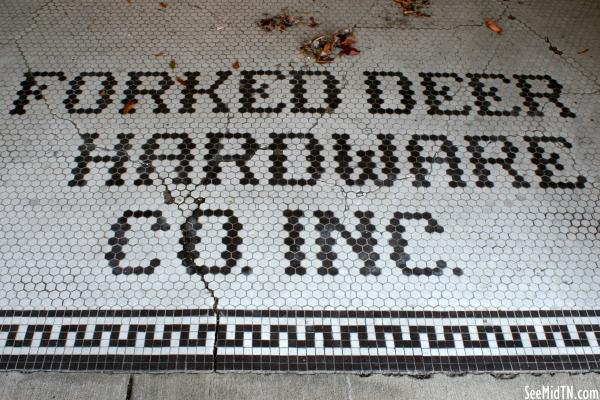 FORKED DEER
HARDWARE
CO. INC.
SeeMidTN.com